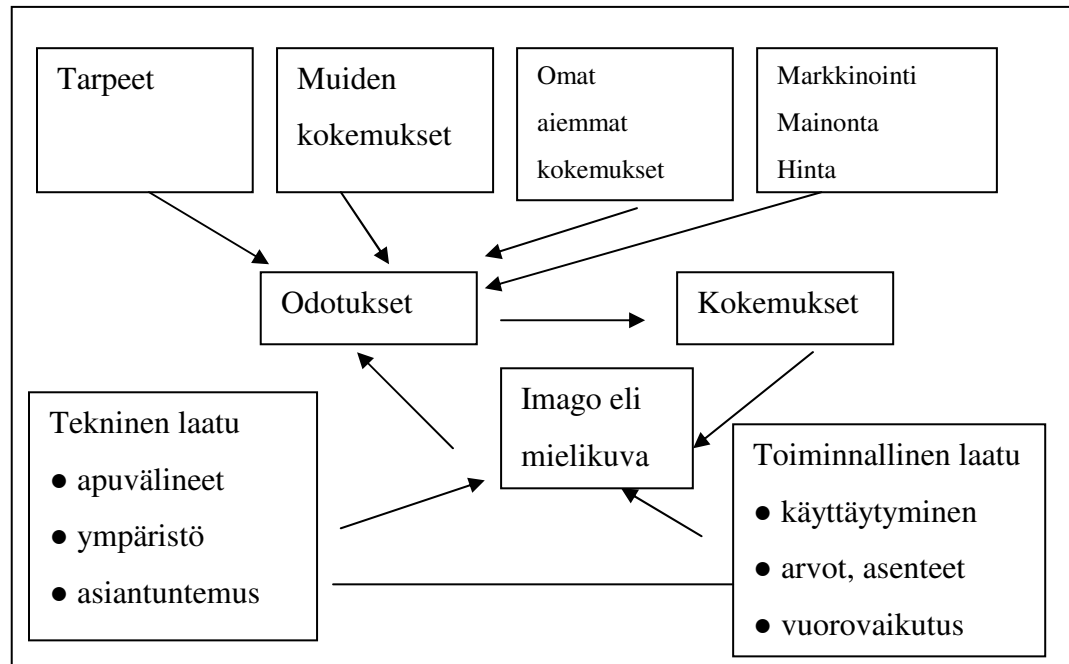 Tarpeet
Muiden
kokemukset
Omat
aiemmat
kokemukset
Markkinointi
Mainonta
Hinta
Odotukset
Kokemukset
Imago eli
mielikuva
Tekninen laatu
● apuvälineet
● ympäristö
● asiantuntemus
Toiminnallinen laatu
● käyttäytyminen
● arvot, asenteet
● vuorovaikutus